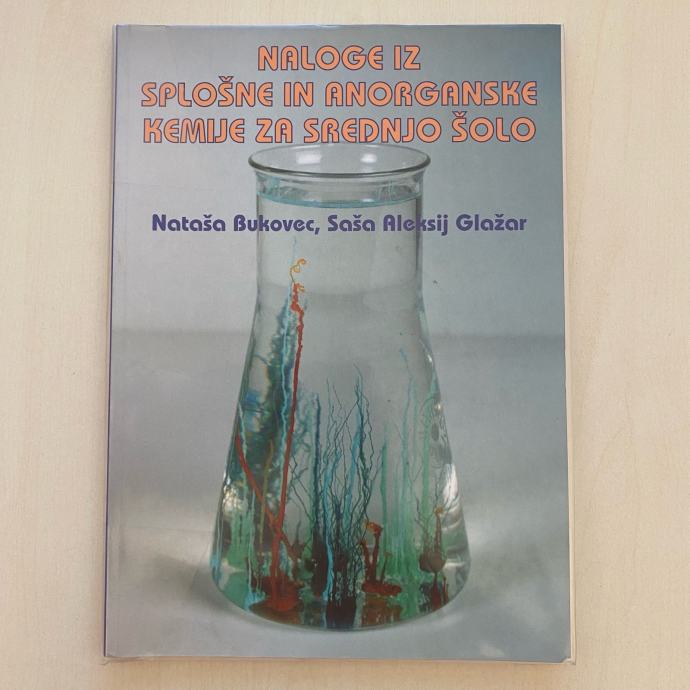 NALOGE IZ
SPLOŠNE IN ANORGANSKE
KEMIJE ZA SREDNJO ŠOLO
Nataša Bukovec, Saša Aleksij Glažar